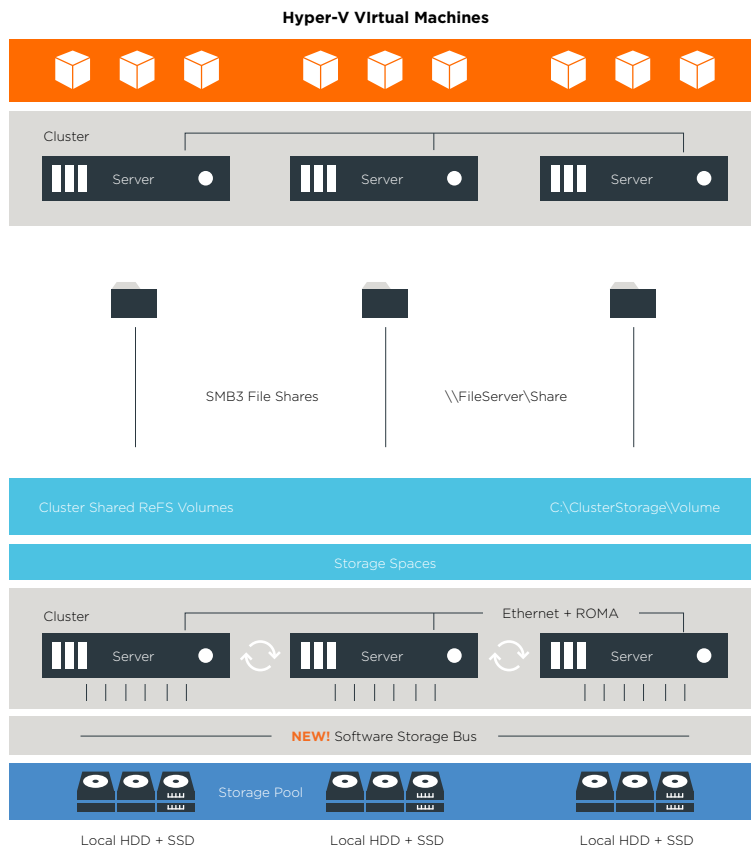 Hyper-V VIrtual Machines
Cluster
Server Server Server
SMB3 File Shares \\FileServer\Share
Cluster Shared ReFS Volumes C:\ClusterStorage\Volume
Storage Spaces
Cluster Ethernet + ROMA
Server Server Server
NEW! Software Storage Bus
Storage Pool
Local HDD + SSD Local HDD + SSD Local HDD + SSD